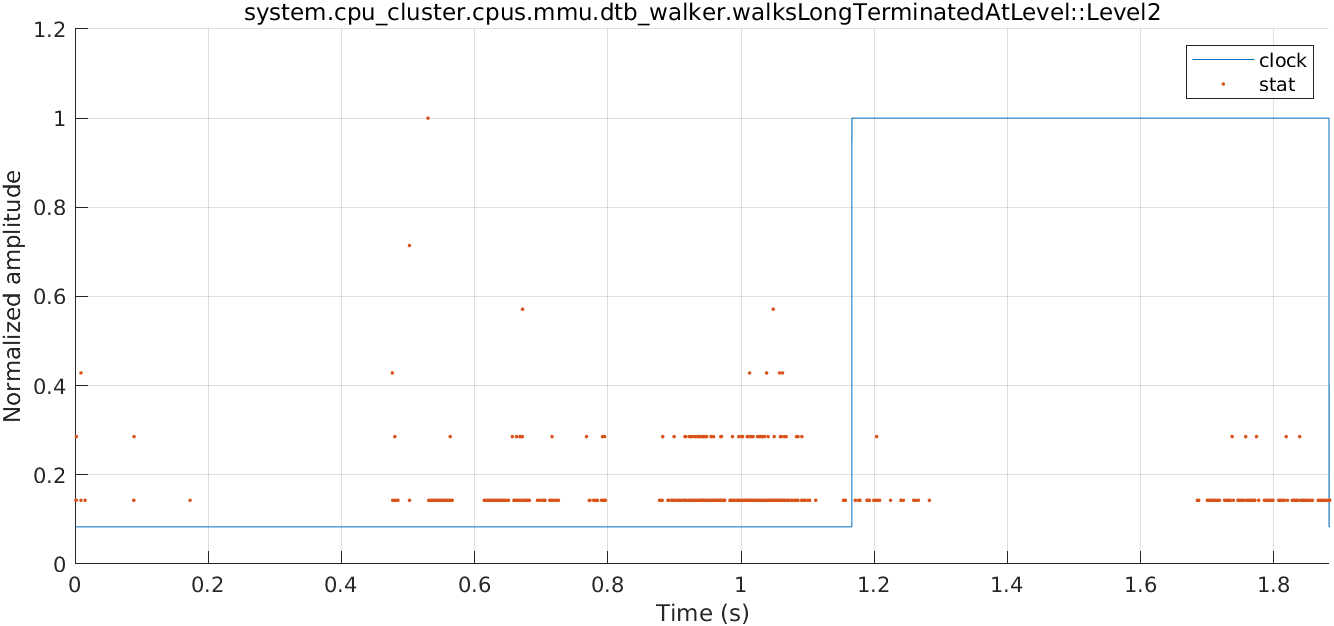 system.cpu_cluster.cpus.mmu.dtb_walker.walksLongTerminatedAtLevel::Level2
1.2
1
0.8
0.6
0.4
0.2
0
Normalized amplitude
clock
stat
0 0.2 0.4 0.6 0.8 1 1.2 1.4 1.6 1.8
Time (s)